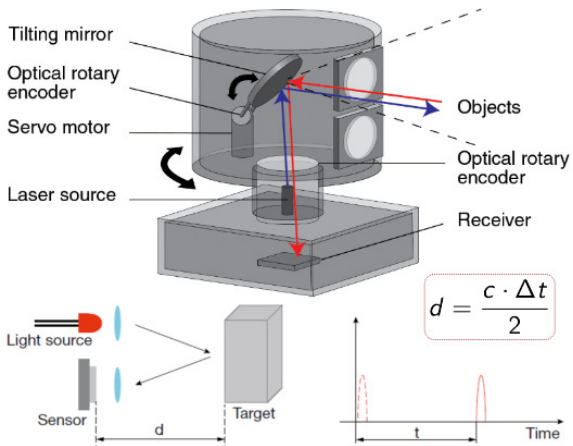 Tilting mirror
Optical rotary
encoder
Servo motor
Laser source
Objects
Optical rotary
encoder
Receiver
d = c · Δt / 2
Light source
Sensor
d
Target
t
Time